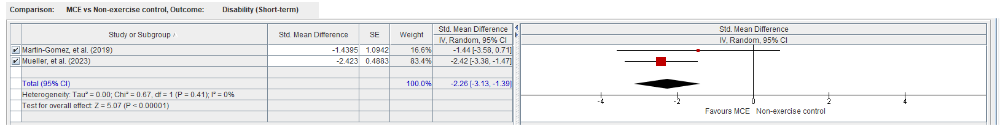 Comparison: MCE vs Non-exercise control, Outcome: Disability (Short-term)
Std. Mean Difference Std. Mean Difference
Study or Subgroup Std. Mean Difference SE Weight IV, Random, 95% CI IV, Random, 95% CI
Martin-Gomez, et al. (2019) -1.4395 1.0942 16.6% -1.44 [-3.58, 0.71]
Mueller, et al. (2023) -2.423 0.4883 83.4% -2.42 [-3.38, -1.47]
Total (95% CI) 100.0% -2.26 [-3.13, -1.39]
Heterogeneity: Tau² = 0.00; Chi² = 0.67, df = 1 (P = 0.41); I² = 0%
Test for overall effect: Z = 5.07 (P < 0.00001)
-4 -2 0 2 4
Favours MCE Non-exercise control